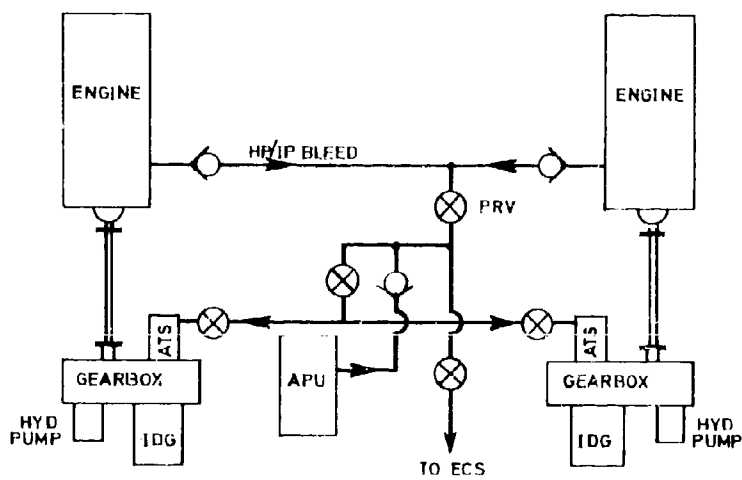 ENGINE
ENGINE
HP/IP BLEED
PRV
ATS
ATS
GEARBOX
APU
GEARBOX
HYD
PUMP
IDG
IDG
HYD
PUMP
TO ECS